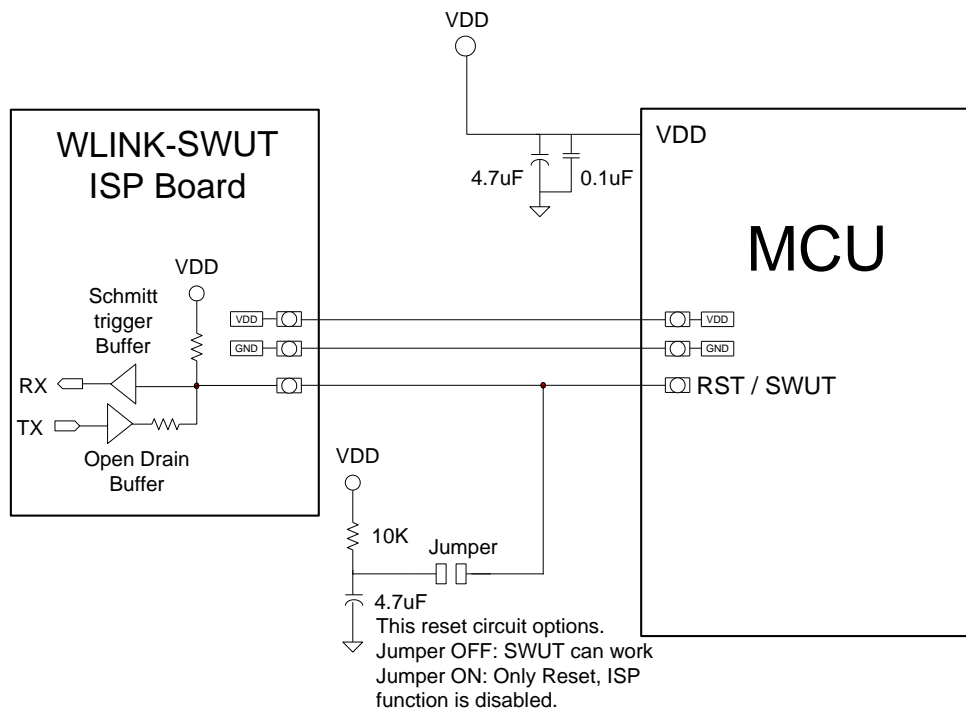 VDD
WLINK-SWUT
ISP Board
VDD
4.7uF
0.1uF
MCU
VDD
Schmitt
trigger
Buffer
VDD
VDD
GND
GND
RX
RST / SWUT
TX
Open Drain
Buffer
VDD
10K
Jumper
4.7uF
This reset circuit options.
Jumper OFF: SWUT can work
Jumper ON: Only Reset, ISP
function is disabled.